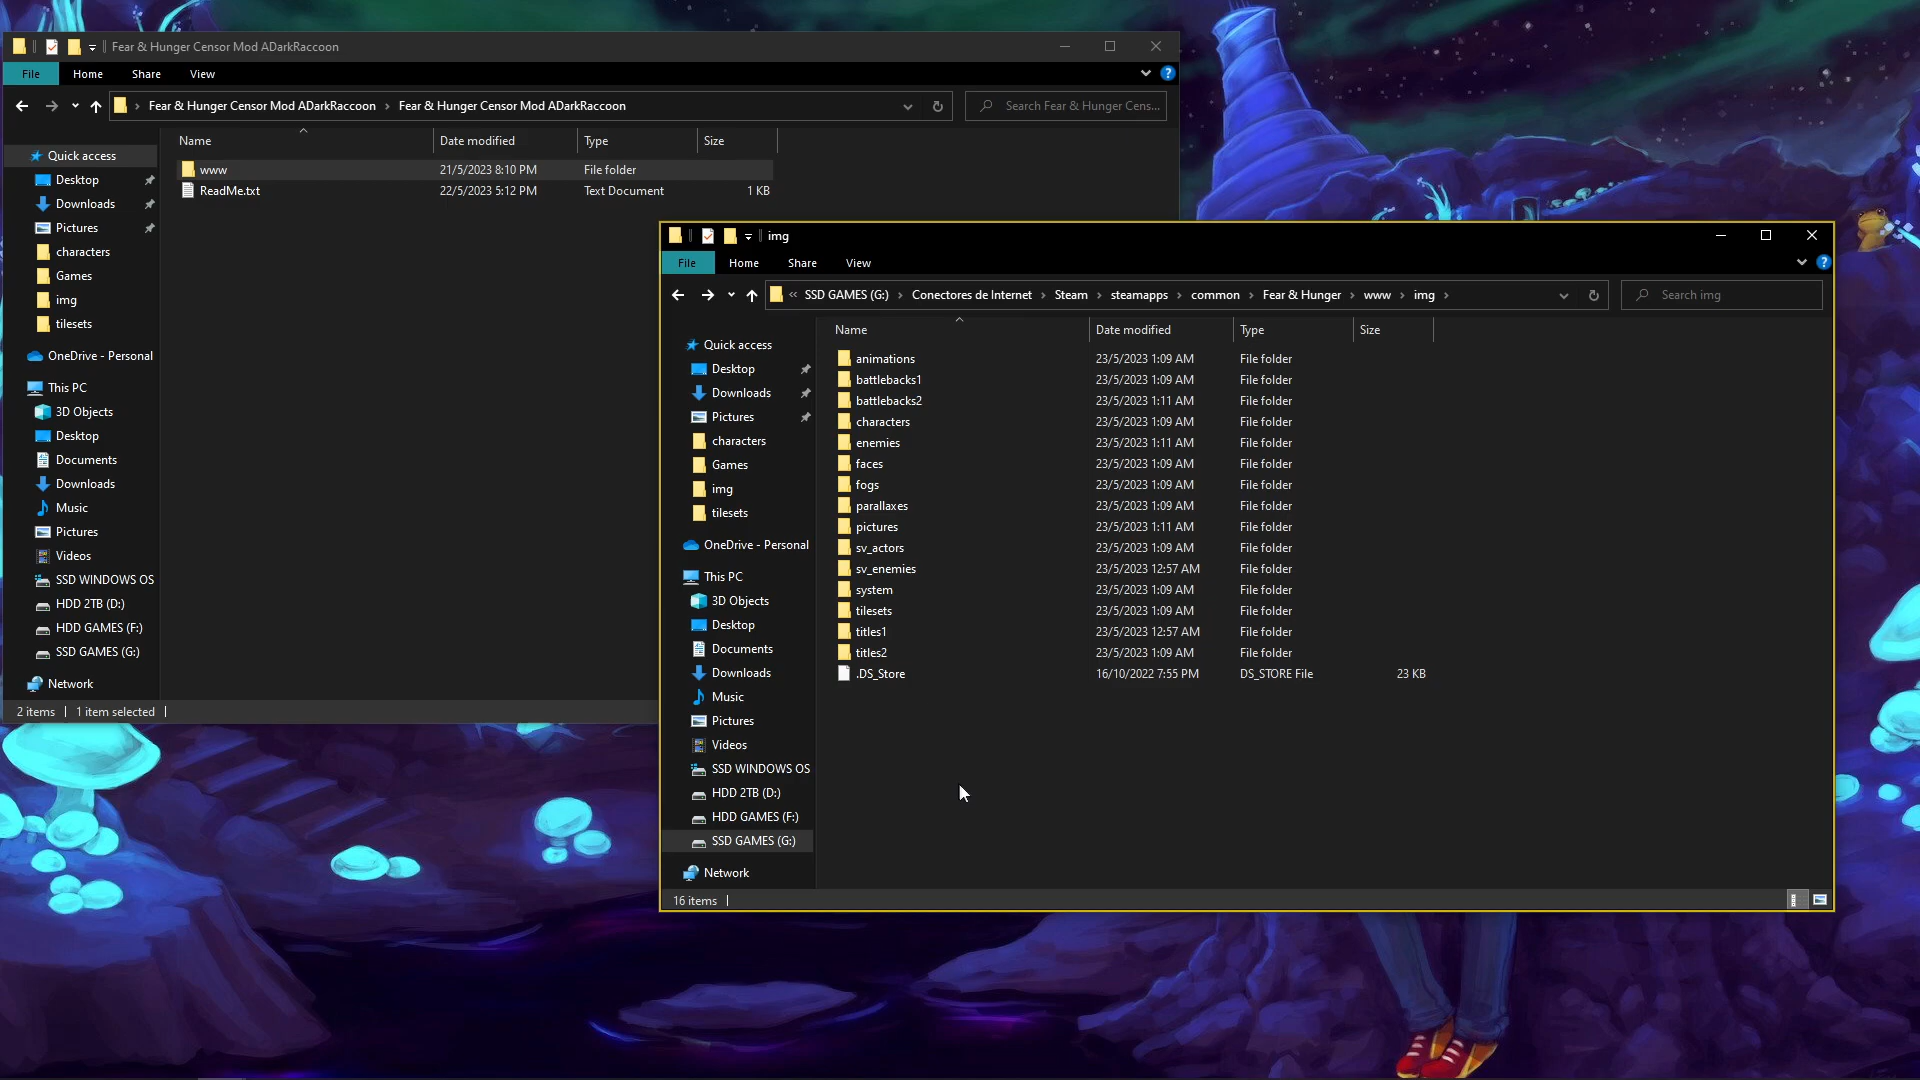 Fear & Hunger Censor Mod ADarkRaccoon
File Home Share View
Fear & Hunger Censor Mod ADarkRaccoon › Fear & Hunger Censor Mod ADarkRaccoon
Search Fear & Hunger Cens...
Name Date modified Type Size
Quick access
Desktop
Downloads
Pictures
characters
Games
img
tilesets
OneDrive - Personal
This PC
3D Objects
Desktop
Documents
Downloads
Music
Pictures
Videos
SSD WINDOWS OS
HDD 2TB (D:)
HDD GAMES (F:)
SSD GAMES (G:)
Network
www 21/5/2023 8:10 PM File folder
ReadMe.txt 22/5/2023 5:12 PM Text Document 1 KB
2 items 1 item selected
img
File Home Share View
« SSD GAMES (G:) › Conectores de Internet › Steam › steamapps › common › Fear & Hunger › www › img ›
Search img
Name Date modified Type Size
Quick access
Desktop
Downloads
Pictures
characters
Games
img
tilesets
OneDrive - Personal
This PC
3D Objects
Desktop
Documents
Downloads
Music
Pictures
Videos
SSD WINDOWS OS
HDD 2TB (D:)
HDD GAMES (F:)
SSD GAMES (G:)
Network
animations 23/5/2023 1:09 AM File folder
battlebacks1 23/5/2023 1:09 AM File folder
battlebacks2 23/5/2023 1:11 AM File folder
characters 23/5/2023 1:09 AM File folder
enemies 23/5/2023 1:11 AM File folder
faces 23/5/2023 1:09 AM File folder
fogs 23/5/2023 1:09 AM File folder
parallaxes 23/5/2023 1:09 AM File folder
pictures 23/5/2023 1:11 AM File folder
sv_actors 23/5/2023 1:09 AM File folder
sv_enemies 23/5/2023 12:57 AM File folder
system 23/5/2023 1:09 AM File folder
tilesets 23/5/2023 1:09 AM File folder
titles1 23/5/2023 12:57 AM File folder
titles2 23/5/2023 1:09 AM File folder
.DS_Store 16/10/2022 7:55 PM DS_STORE File 23 KB
16 items